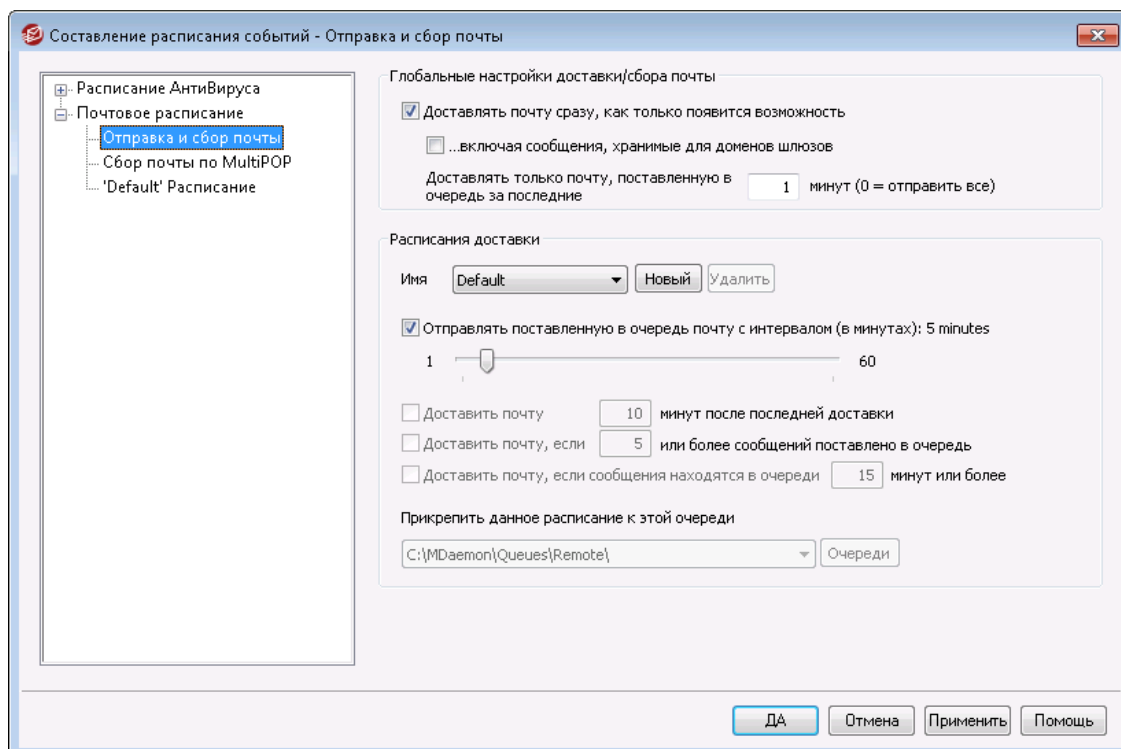 Составление расписания событий - Отправка и сбор почты
Расписание АнтиВируса
Почтовое расписание
Отправка и сбор почты
Сбор почты по MultiPOP
'Default' Расписание
Глобальные настройки доставки/сбора почты
Доставлять почту сразу, как только появится возможность
...включая сообщения, хранимые для доменов шлюзов
Доставлять только почту, поставленную в
очередь за последние 1 минут (0 = отправить все)
Расписания доставки
Имя Default Новый Удалить
Отправлять поставленную в очередь почту с интервалом (в минутах): 5 minutes
1 60
Доставить почту 10 минут после последней доставки
Доставить почту, если 5 или более сообщений поставлено в очередь
Доставить почту, если сообщения находятся в очереди 15 минут или более
Прикрепить данное расписание к этой очереди
C:\MDaemon\Queues\Remote\ Очереди
ДА Отмена Применить Помощь